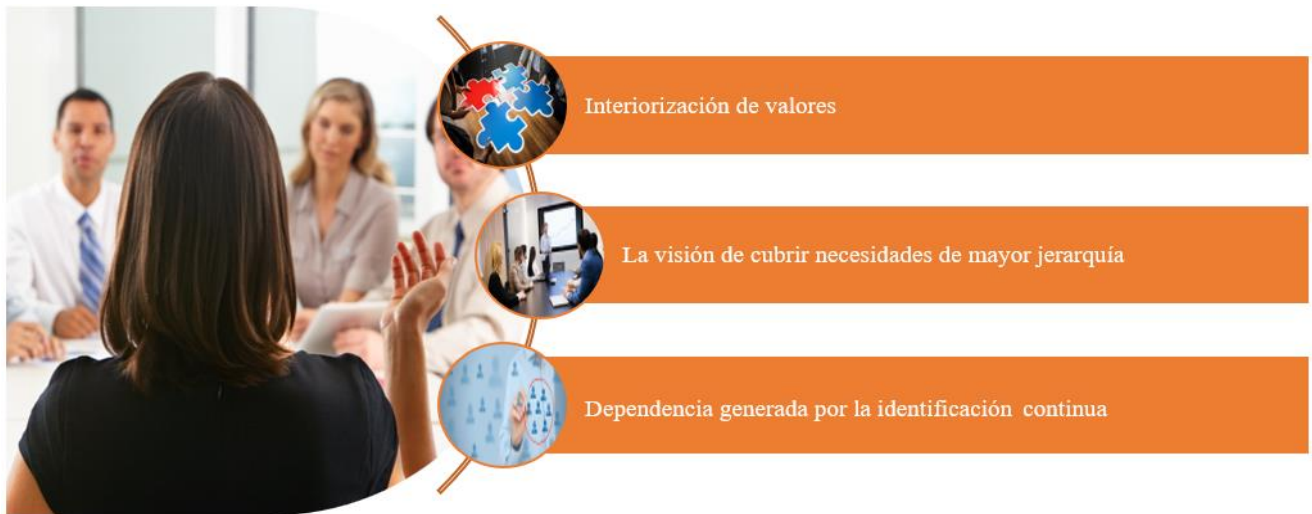 Interiorización de valores
La visión de cubrir necesidades de mayor jerarquía
Dependencia generada por la identificación continua